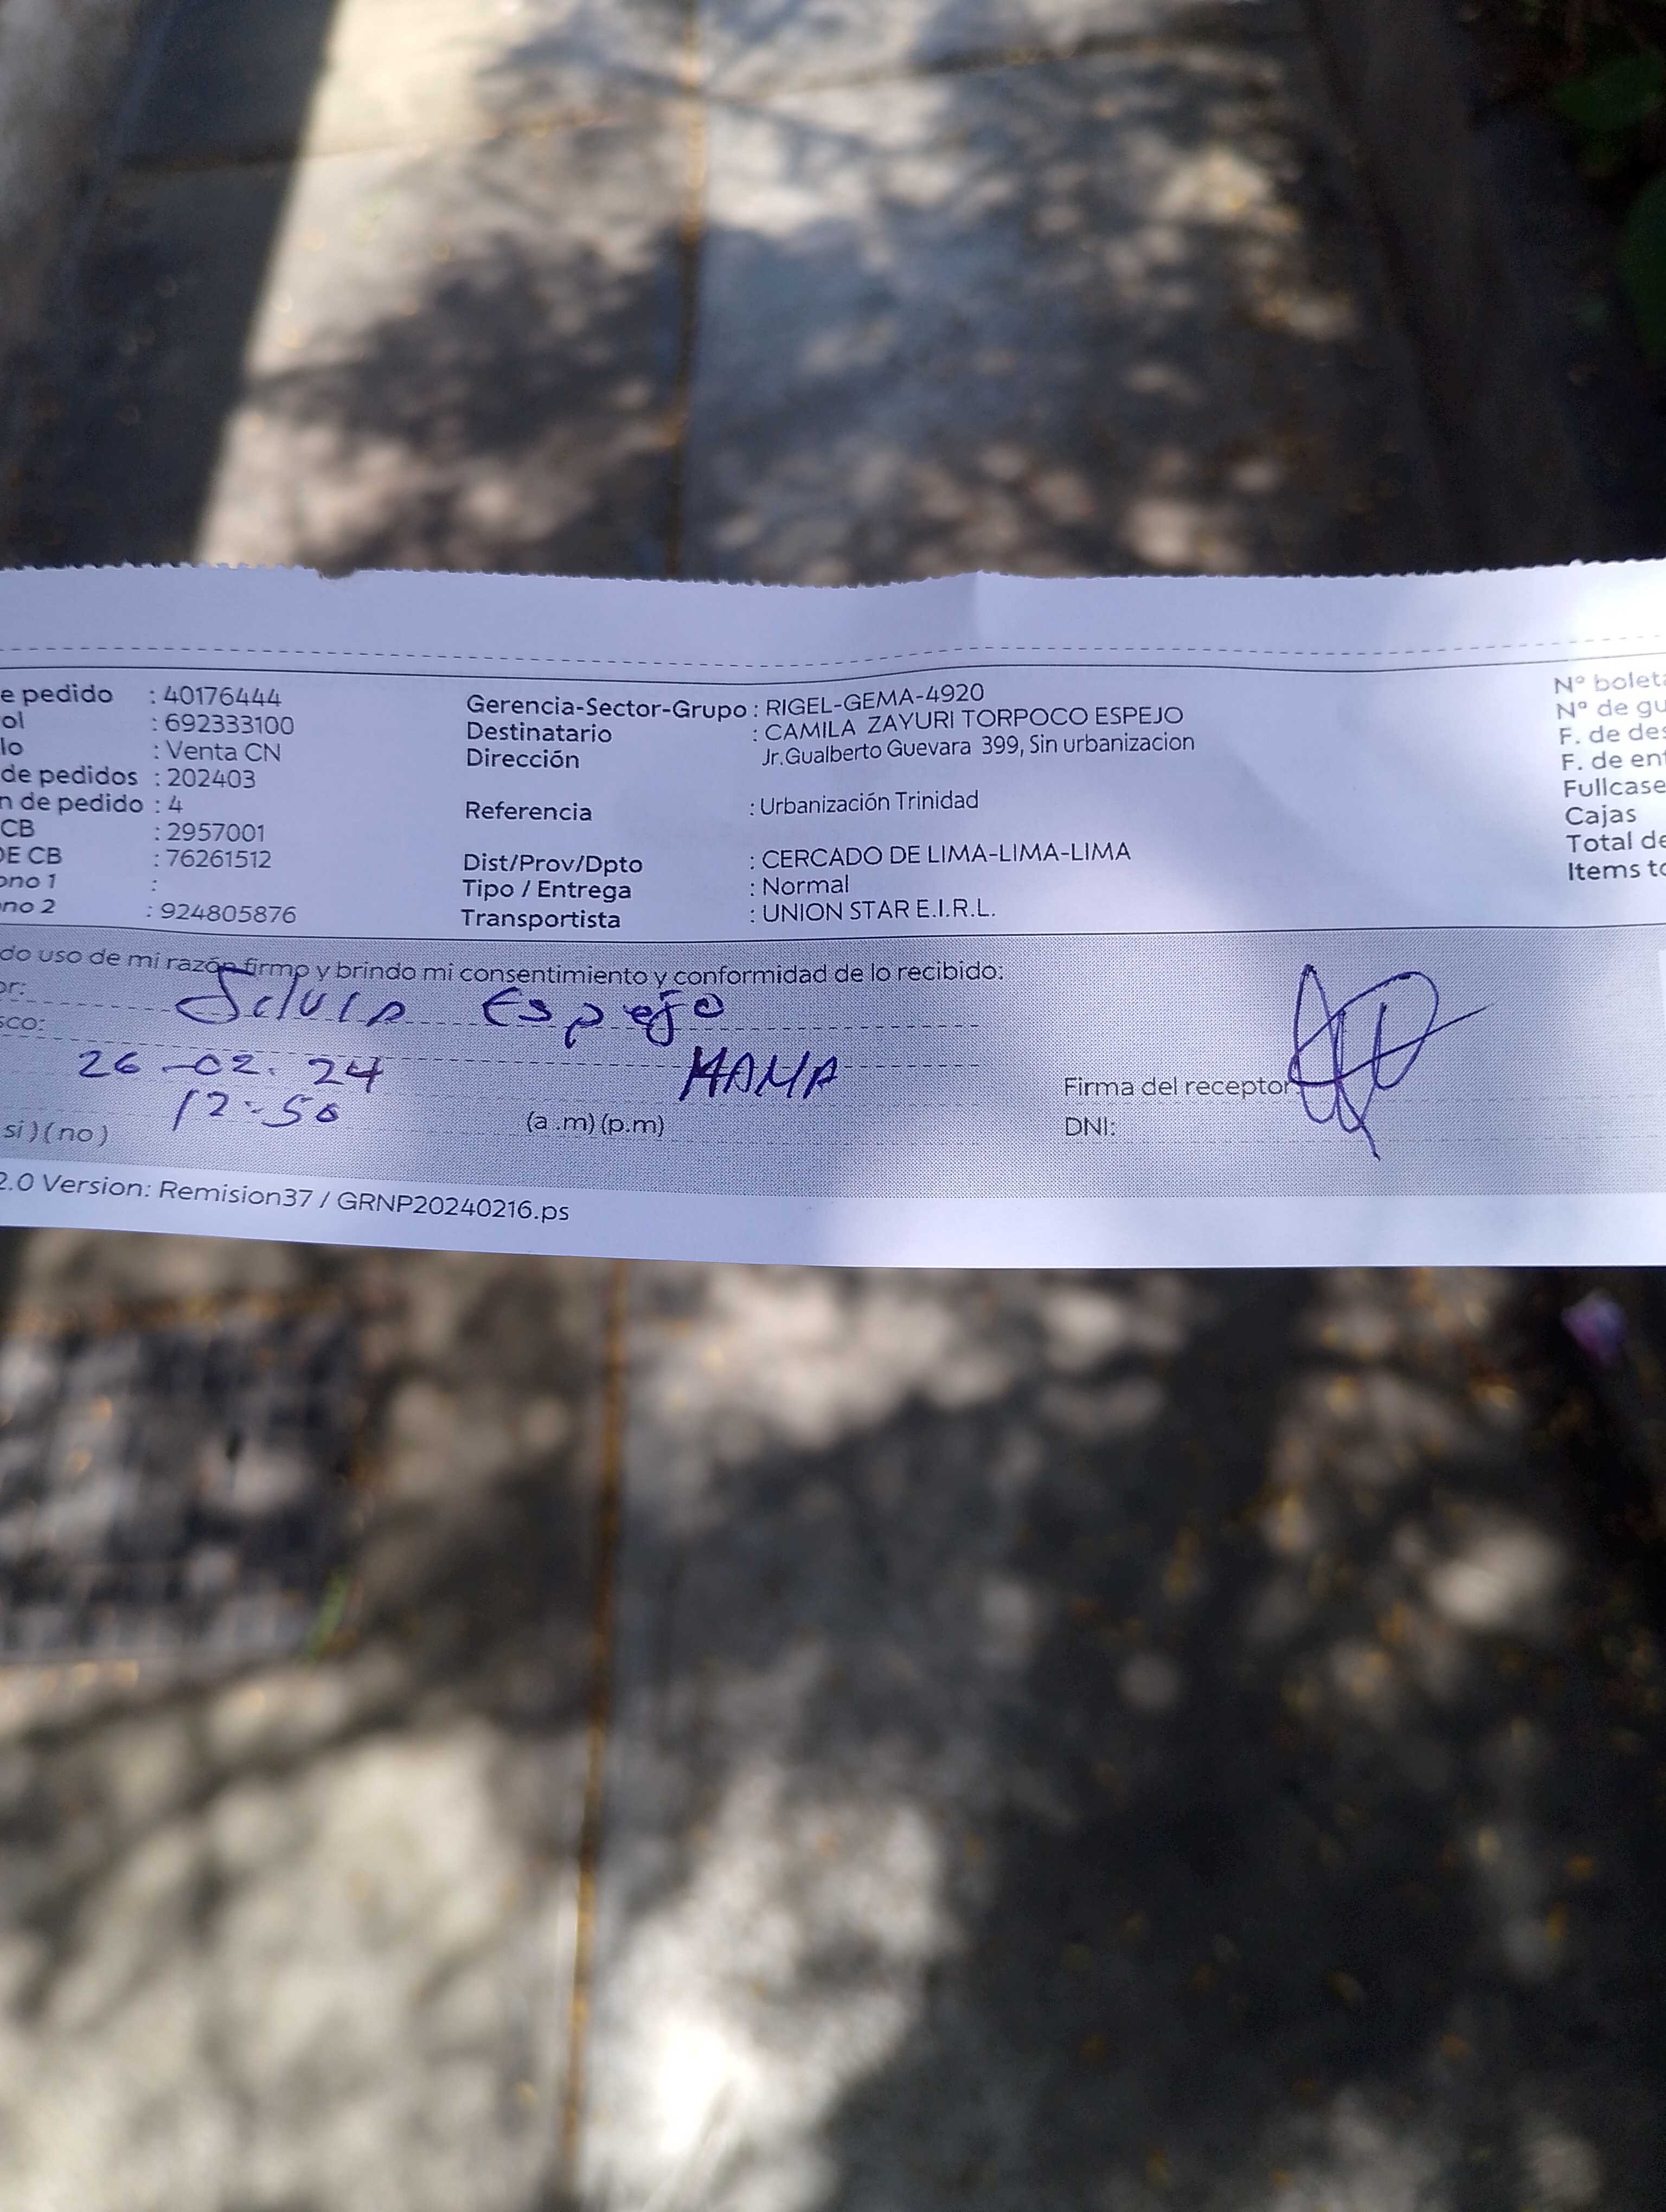 e pedido : 40176444
ol : 692333100
lo : Venta CN
de pedidos : 202403
n de pedido : 4
CB : 2957001
DE CB : 76261512
ono 1 :
no 2 : 924805876
Gerencia-Sector-Grupo : RIGEL-GEMA-4920
Destinatario : CAMILA ZAYURI TORPOCO ESPEJO
Dirección Jr.Gualberto Guevara 399, Sin urbanizacion
Referencia : Urbanización Trinidad
Dist/Prov/Dpto : CERCADO DE LIMA-LIMA-LIMA
Tipo / Entrega : Normal
Transportista : UNION STAR E.I.R.L.
Nº boleta
Nº de gu
F. de des
F. de ent
Fullcase
Cajas
Total de
Items to
do uso de mi razón firmo y brindo mi consentimiento y conformidad de lo recibido:
or: Espejo
sco: MAMA
26-02.24
12:50 (a .m) (p.m)
si ) ( no )
Firma del receptor
DNI:
2.0 Version: Remision37 / GRNP20240216.ps